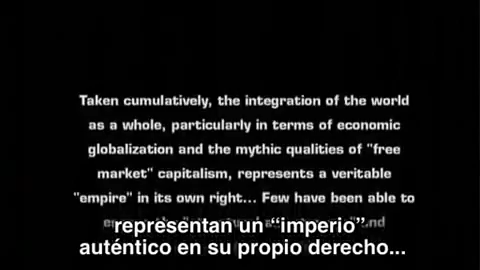 Taken cumulatively, the integration of the world
as a whole, particularly in terms of economic
globalization and the mythic qualities of "free
market" capitalism, represents a veritable
"empire" in its own right... Few have been able to
representan un “imperio”
auténtico en su propio derecho...